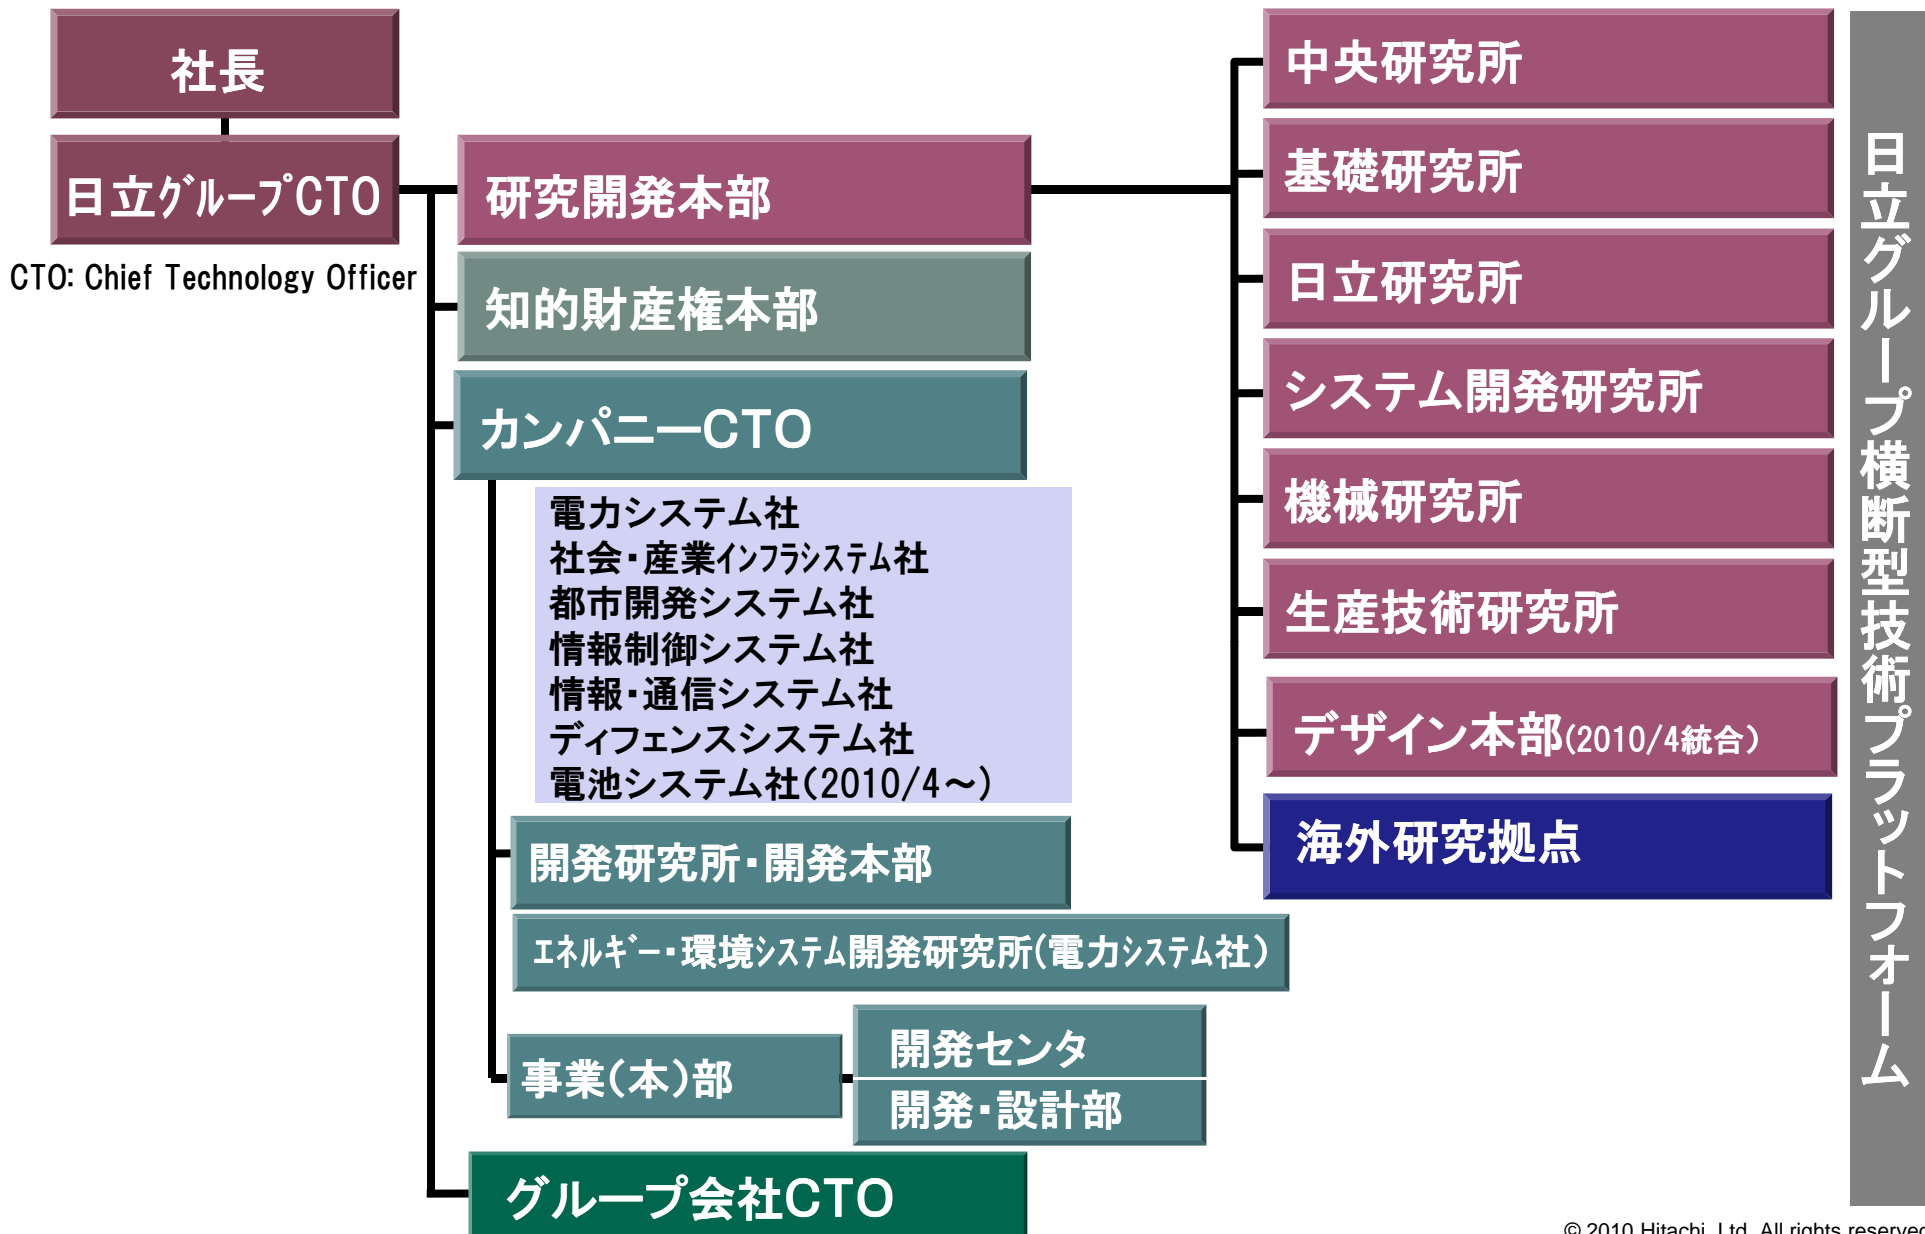 社長
日立グループCTO
CTO: Chief Technology Officer
研究開発本部
知的財産権本部
カンパニーCTO
電力システム社
社会・産業インフラシステム社
都市開発システム社
情報制御システム社
情報・通信システム社
ディフェンスシステム社
電池システム社(2010/4～)
開発研究所・開発本部
エネルギー・環境システム開発研究所(電力システム社)
事業(本)部
開発センタ
開発・設計部
グループ会社CTO
中央研究所
基礎研究所
日立研究所
システム開発研究所
機械研究所
生産技術研究所
デザイン本部(2010/4統合)
海外研究拠点
日立グループ横断型技術プラットフォーム
© 2010 Hitachi, Ltd. All rights reserved